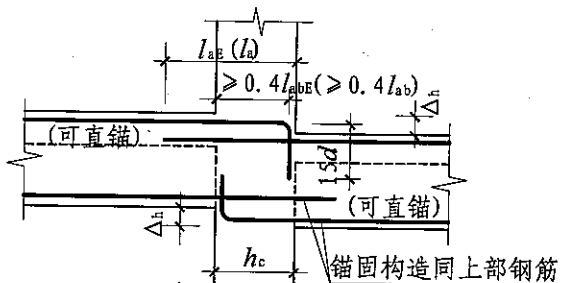 laE(la)
≥0.4labE(≥0.4lab)
Δh
(可直锚)
15d
(可直锚)
Δh
hc
锚固构造同上部钢筋